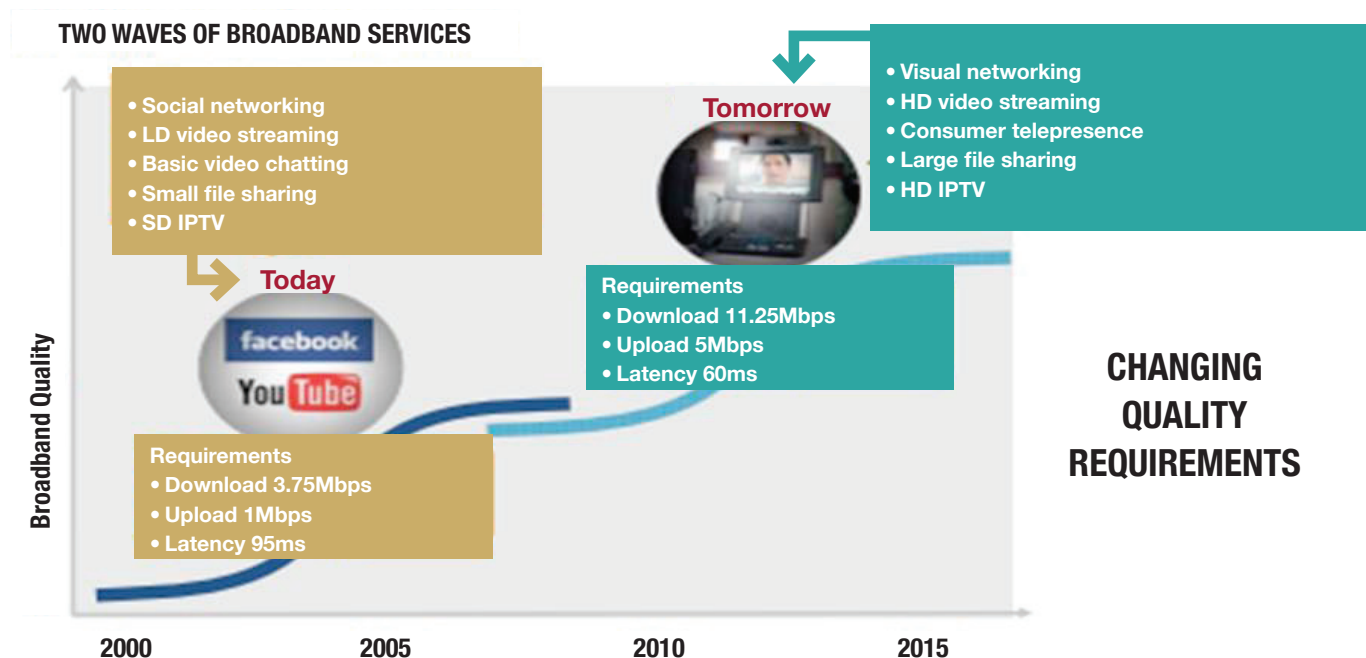 TWO WAVES OF BROADBAND SERVICES
• Social networking
• LD video streaming
• Basic video chatting
• Small file sharing
• SD IPTV
Today
facebook
YouTube
Requirements
• Download 3.75Mbps
• Upload 1Mbps
• Latency 95ms
Tomorrow
• Visual networking
• HD video streaming
• Consumer telepresence
• Large file sharing
• HD IPTV
Requirements
• Download 11.25Mbps
• Upload 5Mbps
• Latency 60ms
CHANGING
QUALITY
REQUIREMENTS
Broadband Quality
2000
2005
2010
2015